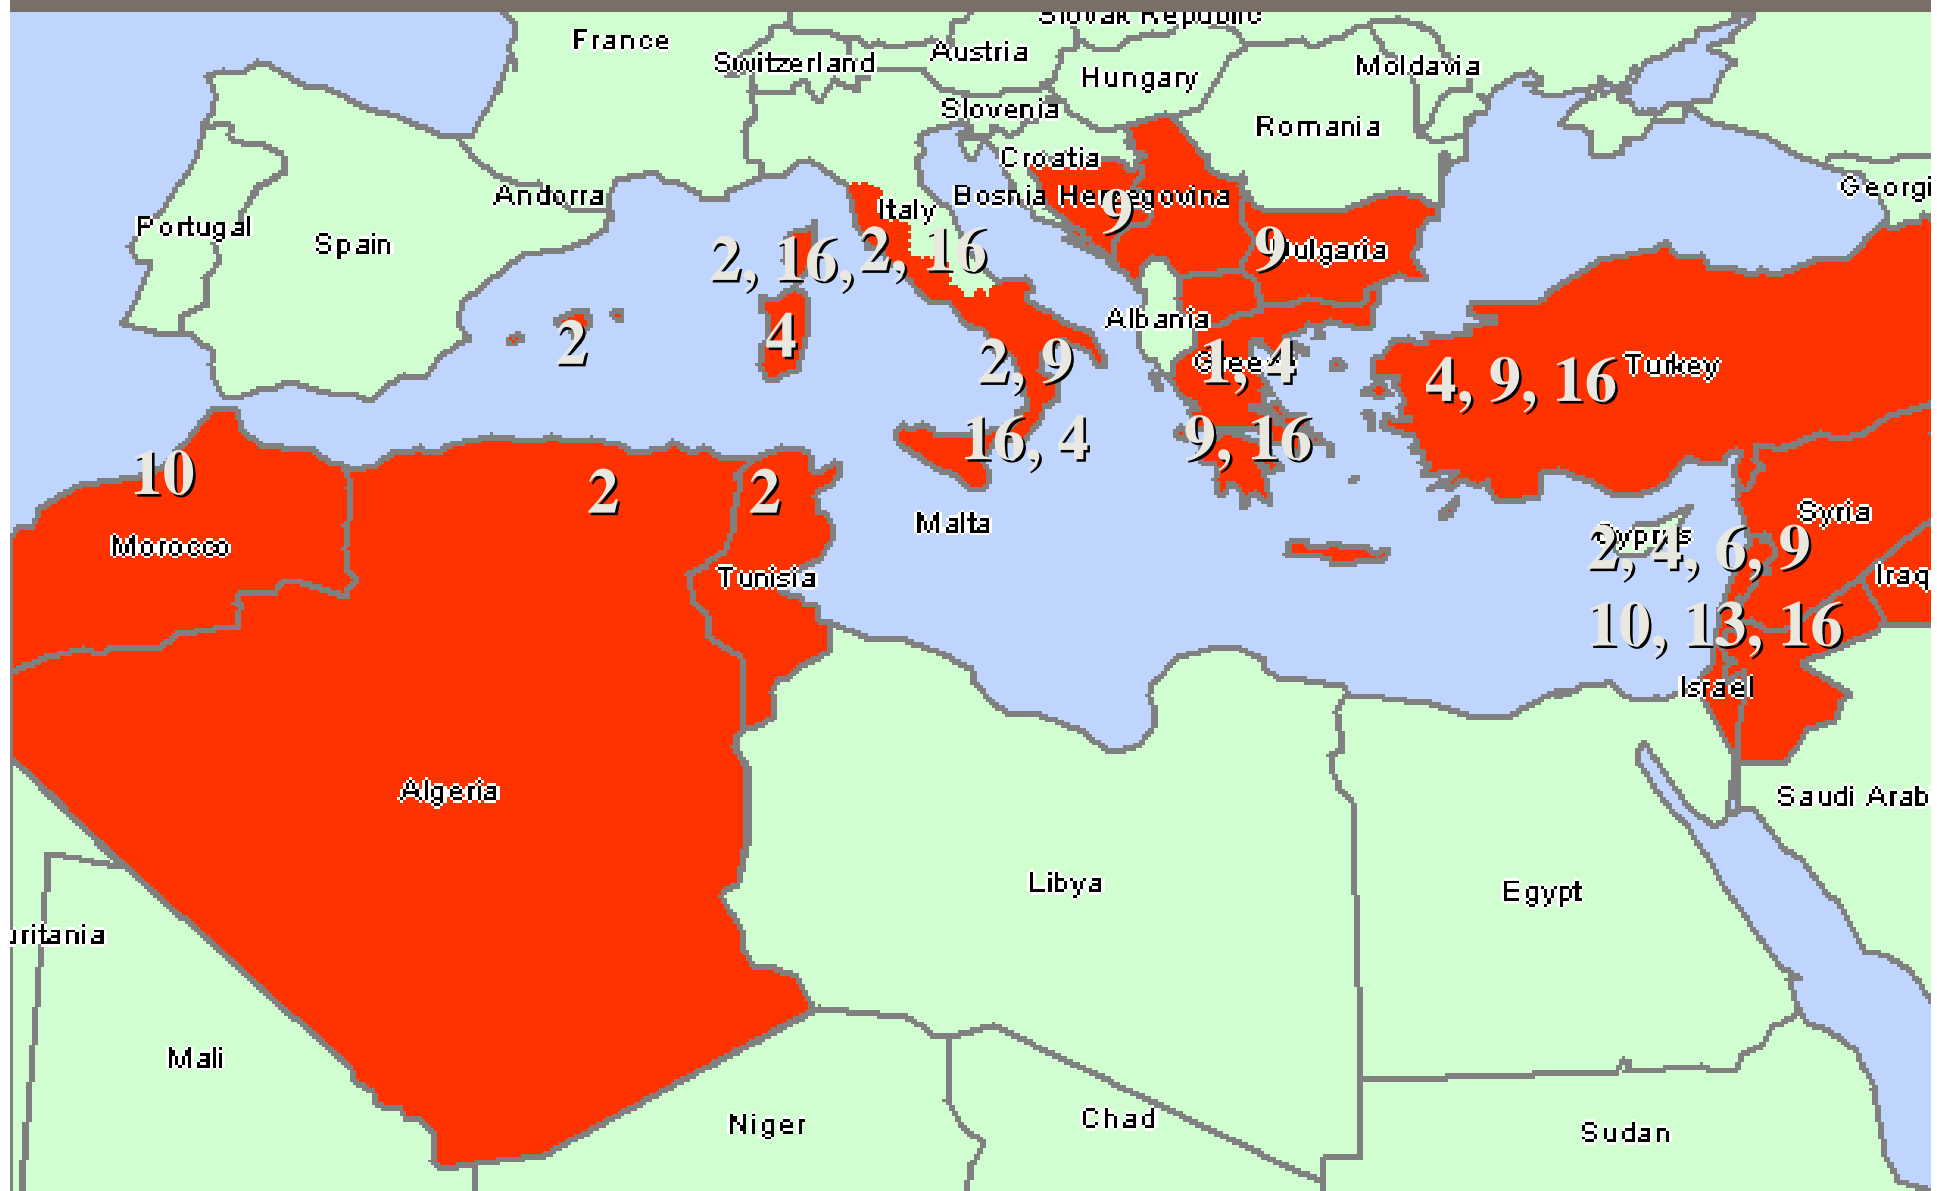 Slovak Republic
France
Austria
Switzerland
Moldavia
Hungary
Slovenia
Romania
Croatia
Georgi
Andorra
Bosnia Hercegovina
9
Italy
Portugal
Spain
2, 16,
2, 16
9
Bulgaria
Albania
2
4
2, 9
Greece
1, 4
Turkey
4, 9, 16
16, 4
9, 16
10
2
2
Malta
Syria
Cyprus
2, 4, 6, 9
Morocco
Tunisia
Iraq
10, 13, 16
Israel
Algeria
Saudi Arab
Libya
Egypt
uritania
Mali
Chad
Niger
Sudan